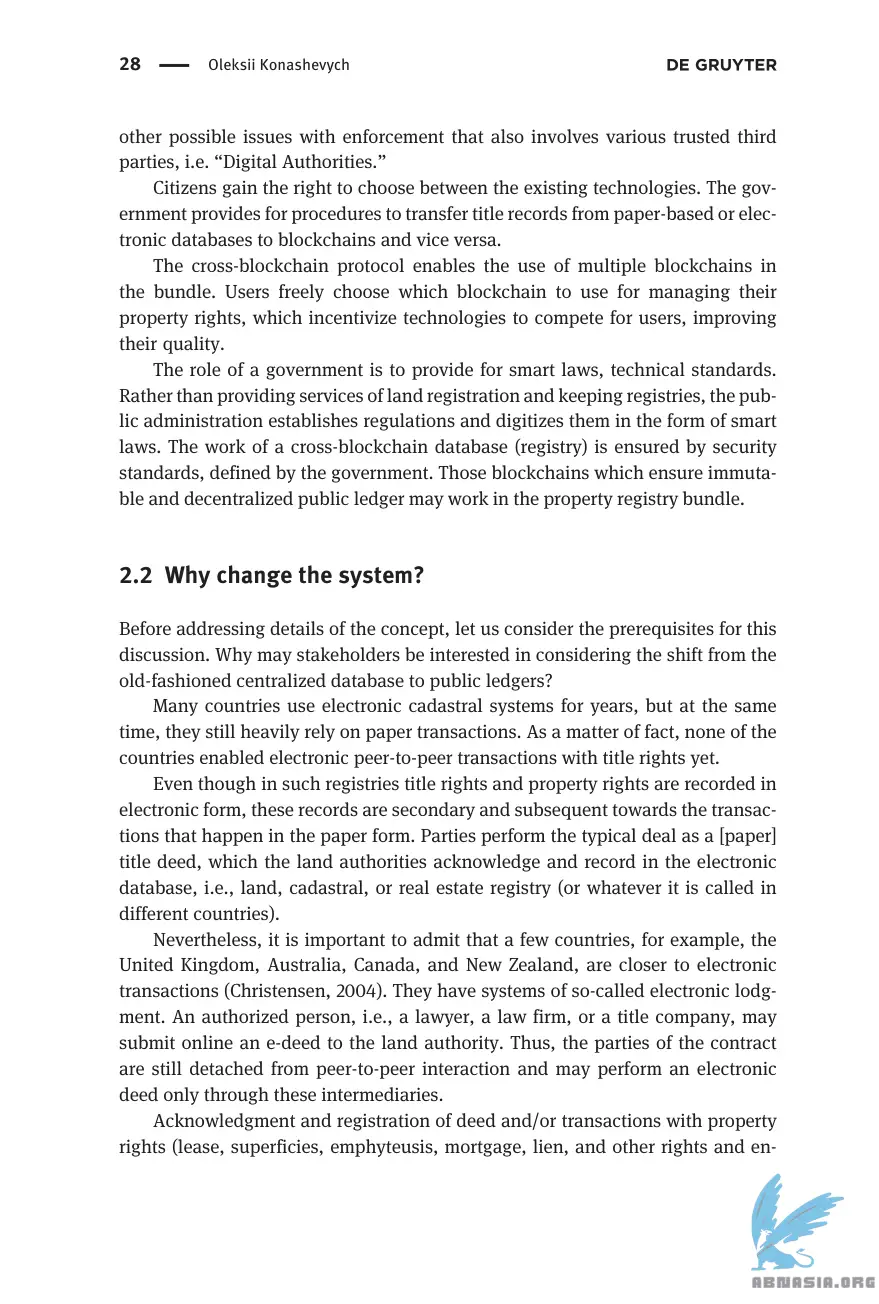 28 — Oleksii Konashevych DE GRUYTER
other possible issues with enforcement that also involves various trusted third
parties, i.e. “Digital Authorities.”
Citizens gain the right to choose between the existing technologies. The gov-
ernment provides for procedures to transfer title records from paper-based or elec-
tronic databases to blockchains and vice versa.
The cross-blockchain protocol enables the use of multiple blockchains in
the bundle. Users freely choose which blockchain to use for managing their
property rights, which incentivize technologies to compete for users, improving
their quality.
The role of a government is to provide for smart laws, technical standards.
Rather than providing services of land registration and keeping registries, the pub-
lic administration establishes regulations and digitizes them in the form of smart
laws. The work of a cross-blockchain database (registry) is ensured by security
standards, defined by the government. Those blockchains which ensure immuta-
ble and decentralized public ledger may work in the property registry bundle.
2.2 Why change the system?
Before addressing details of the concept, let us consider the prerequisites for this
discussion. Why may stakeholders be interested in considering the shift from the
old-fashioned centralized database to public ledgers?
Many countries use electronic cadastral systems for years, but at the same
time, they still heavily rely on paper transactions. As a matter of fact, none of the
countries enabled electronic peer-to-peer transactions with title rights yet.
Even though in such registries title rights and property rights are recorded in
electronic form, these records are secondary and subsequent towards the transac-
tions that happen in the paper form. Parties perform the typical deal as a [paper]
title deed, which the land authorities acknowledge and record in the electronic
database, i.e., land, cadastral, or real estate registry (or whatever it is called in
different countries).
Nevertheless, it is important to admit that a few countries, for example, the
United Kingdom, Australia, Canada, and New Zealand, are closer to electronic
transactions (Christensen, 2004). They have systems of so-called electronic lodg-
ment. An authorized person, i.e., a lawyer, a law firm, or a title company, may
submit online an e-deed to the land authority. Thus, the parties of the contract
are still detached from peer-to-peer interaction and may perform an electronic
deed only through these intermediaries.
Acknowledgment and registration of deed and/or transactions with property
rights (lease, superficies, emphyteusis, mortgage, lien, and other rights and en-
ABNASIA.ORG